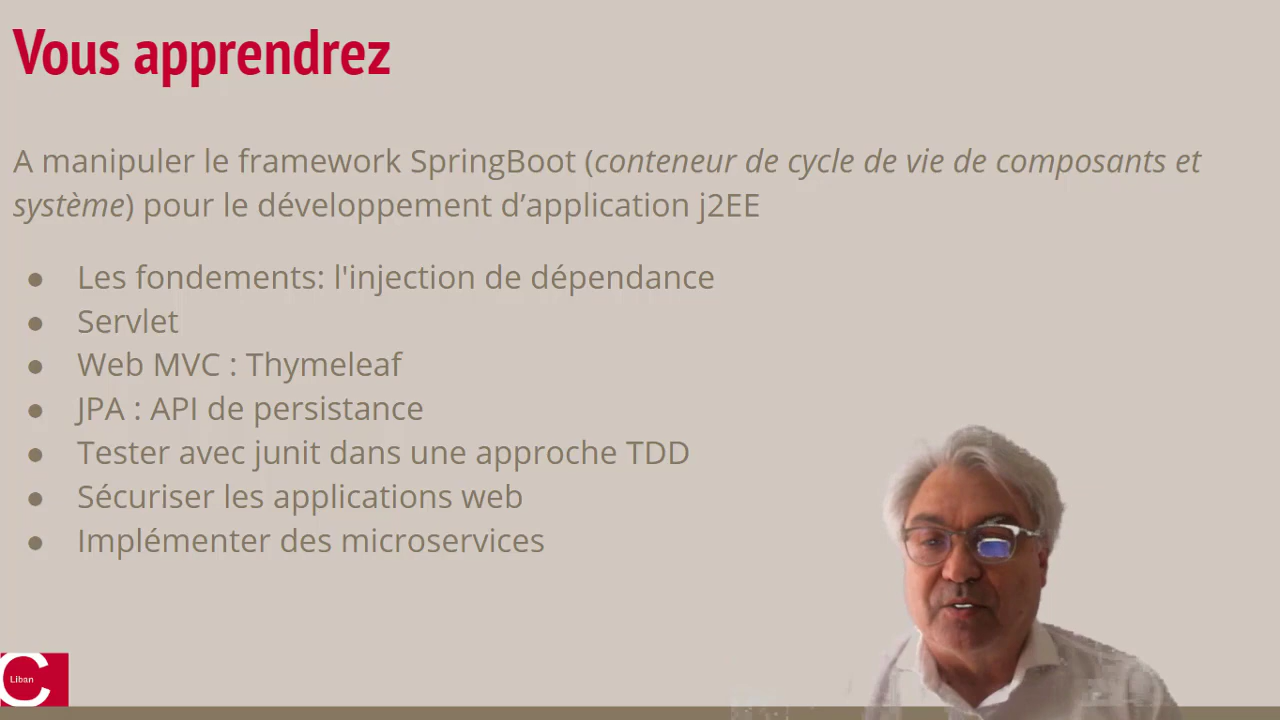 Vous apprendrez
A manipuler le framework SpringBoot (conteneur de cycle de vie de composants et
système) pour le développement d’application j2EE
● Les fondements: l'injection de dépendance
● Servlet
● Web MVC : Thymeleaf
● JPA : API de persistance
● Tester avec junit dans une approche TDD
● Sécuriser les applications web
● Implémenter des microservices
Liban